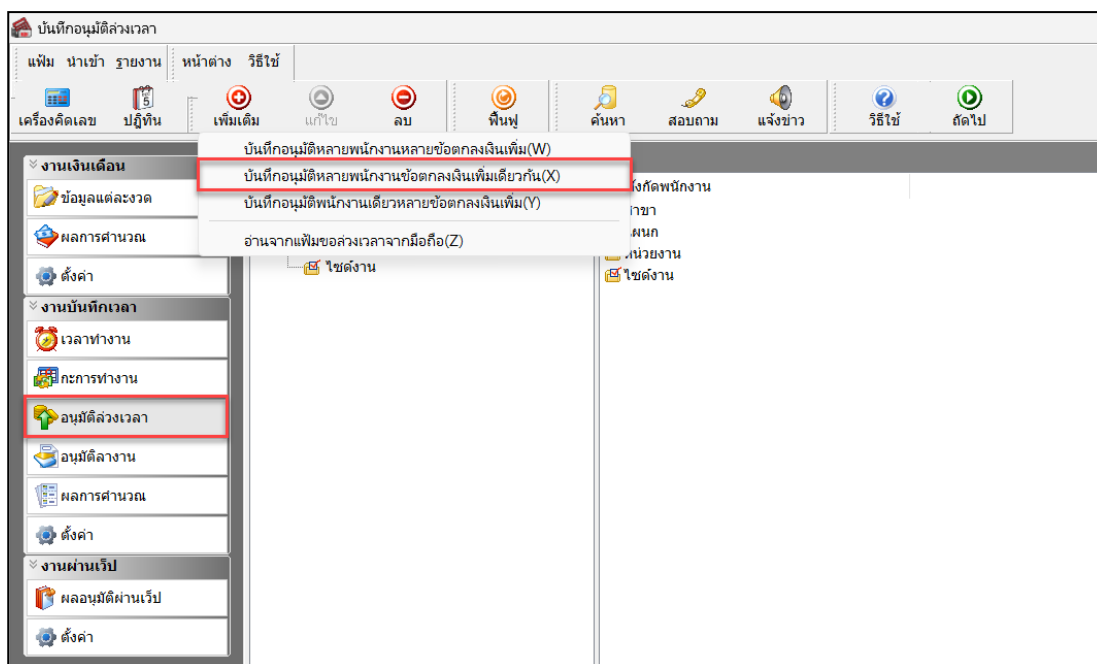 บันทึกอนุมัติล่วงเวลา
แฟ้ม นำเข้า รายงาน หน้าต่าง วิธีใช้
5
เครื่องคิดเลข ปฏิทิน เพิ่มเติม แก้ไข ลบ ฟื้นฟู ค้นหา สอบถาม แจ้งข่าว วิธีใช้ ถัดไป
บันทึกอนุมัติหลายพนักงานหลายข้อตกลงเงินเพิ่ม(W)
บันทึกอนุมัติหลายพนักงานข้อตกลงเงินเพิ่มเดียวกัน(X)
บันทึกอนุมัติพนักงานเดียวหลายข้อตกลงเงินเพิ่ม(Y)
อ่านจากแฟ้มขอล่วงเวลาจากมือถือ(Z)
งานเงินเดือน
ข้อมูลแต่ละงวด
ผลการคำนวณ
ตั้งค่า
งานบันทึกเวลา
เวลาทำงาน
กะการทำงาน
อนุมัติล่วงเวลา
อนุมัติลางาน
ผลการคำนวณ
ตั้งค่า
งานผ่านเว็ป
ผลอนุมัติผ่านเว็ป
ตั้งค่า
ไซด์งาน
ังกัดพนักงาน
าขา
ผนก
หน่วยงาน
ไซด์งาน